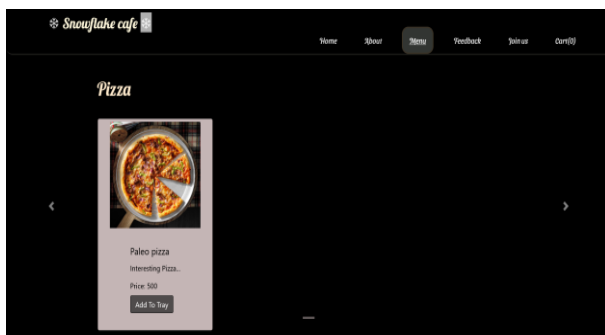 ❄ Snowflake cafe ❄
Home About Menu Feedback Join us Cart(0)
Pizza
Paleo pizza
Interesting Pizza...
Price: 500
Add To Tray